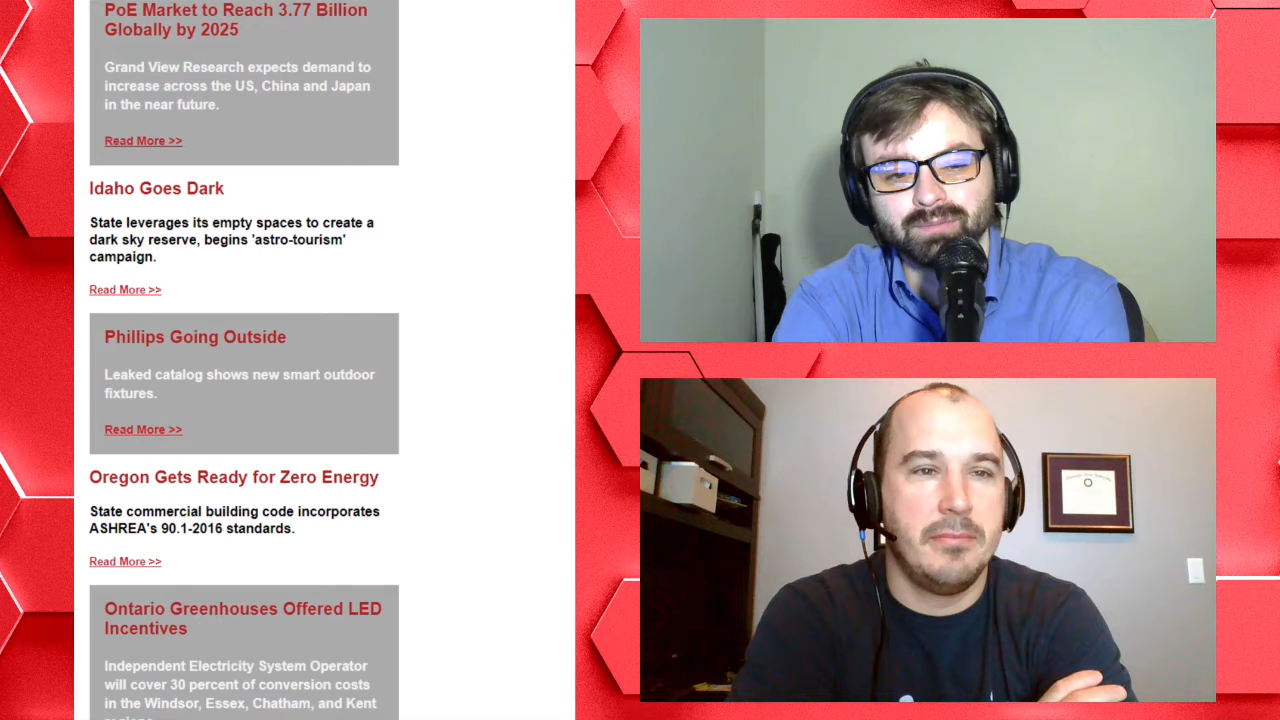 PoE Market to Reach 3.77 Billion
Globally by 2025
Grand View Research expects demand to
increase across the US, China and Japan
in the near future.
Read More >>
Idaho Goes Dark
State leverages its empty spaces to create a
dark sky reserve, begins 'astro-tourism'
campaign.
Read More >>
Phillips Going Outside
Leaked catalog shows new smart outdoor
fixtures.
Read More >>
Oregon Gets Ready for Zero Energy
State commercial building code incorporates
ASHREA's 90.1-2016 standards.
Read More >>
Ontario Greenhouses Offered LED
Incentives
Independent Electricity System Operator
will cover 30 percent of conversion costs
in the Windsor, Essex, Chatham, and Kent